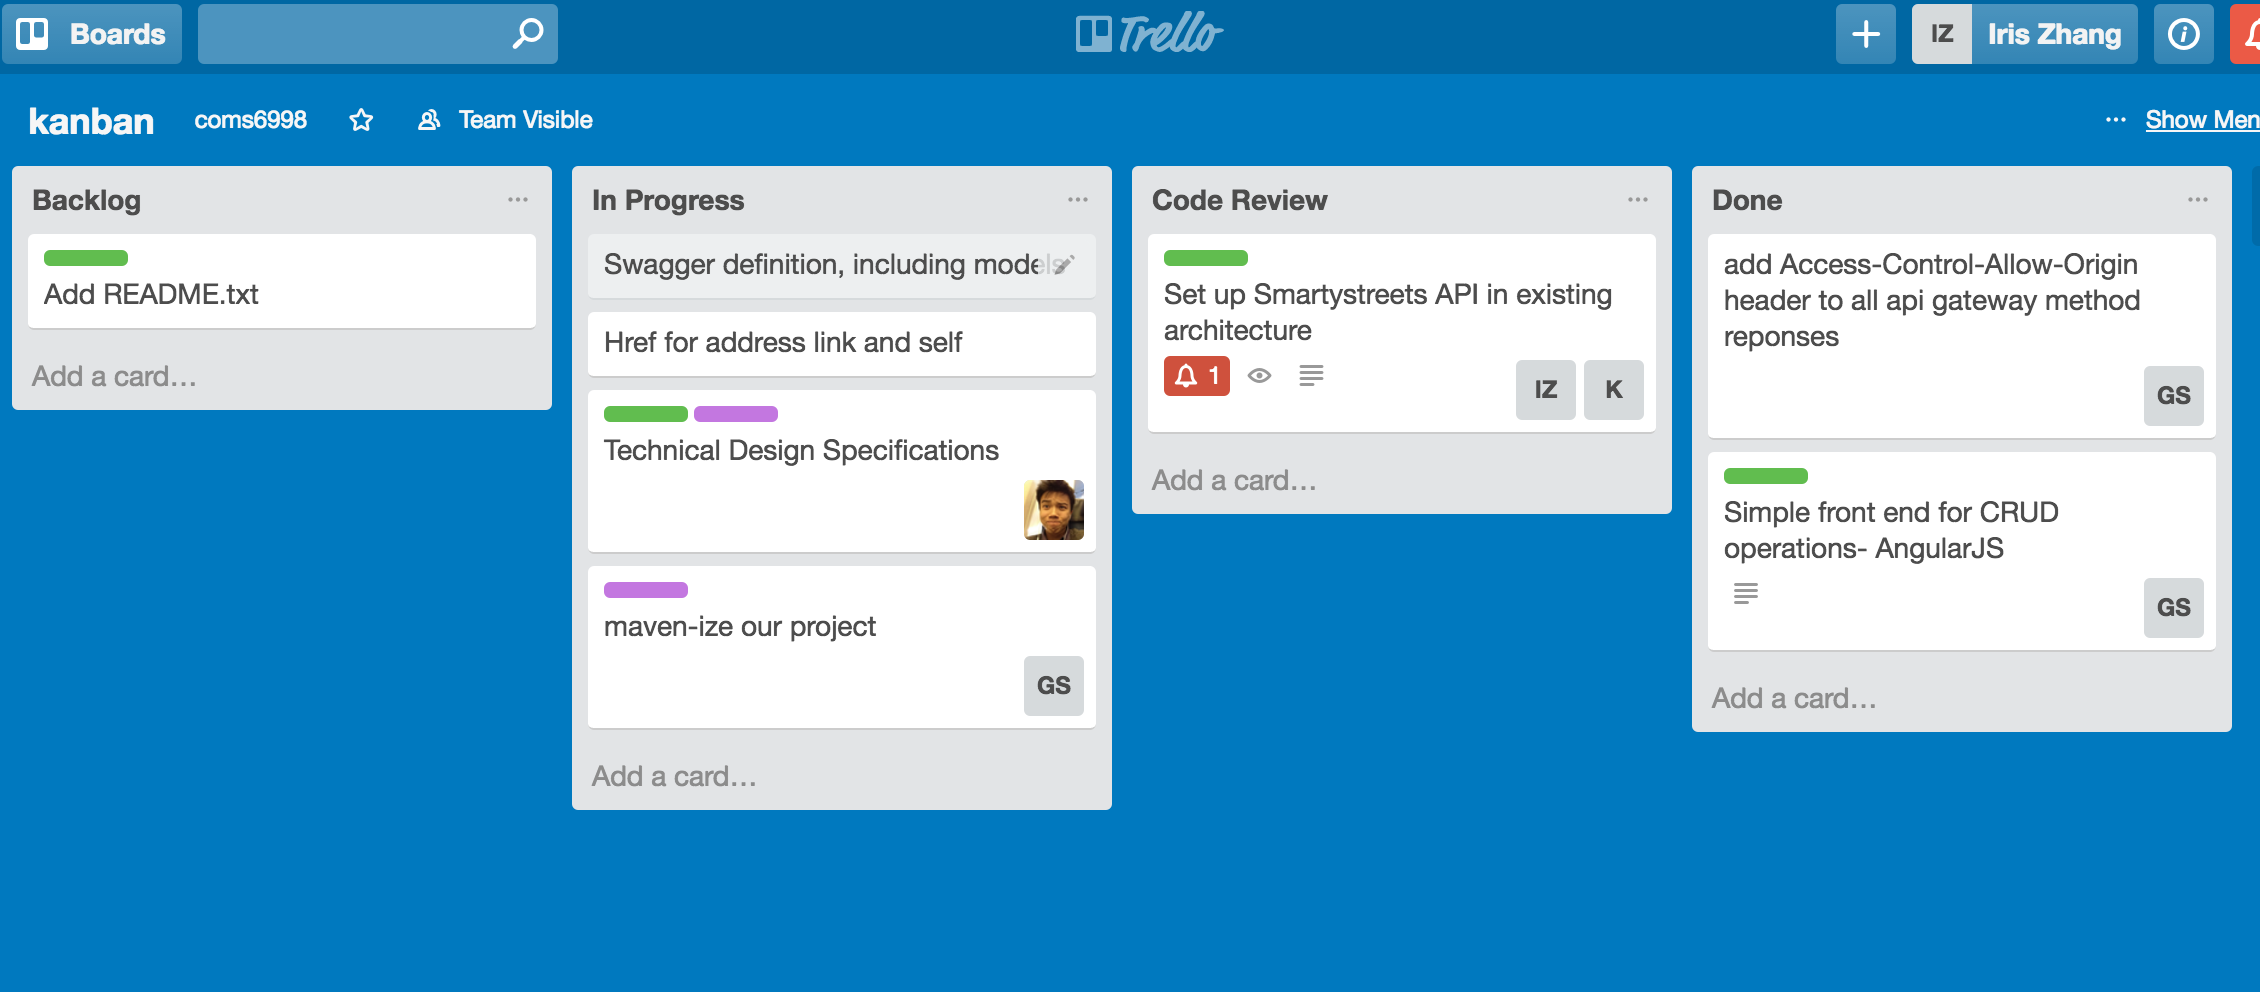 Boards
Trello
IZ Iris Zhang
kanban coms6998 Team Visible
... Show Men
Backlog
Add README.txt
Add a card...
In Progress
Swagger definition, including models
Href for address link and self
Technical Design Specifications
maven-ize our project
GS
Add a card...
Code Review
Set up Smartystreets API in existing
architecture
1
IZ K
Add a card...
Done
add Access-Control-Allow-Origin
header to all api gateway method
reponses
GS
Simple front end for CRUD
operations- AngularJS
GS
Add a card...